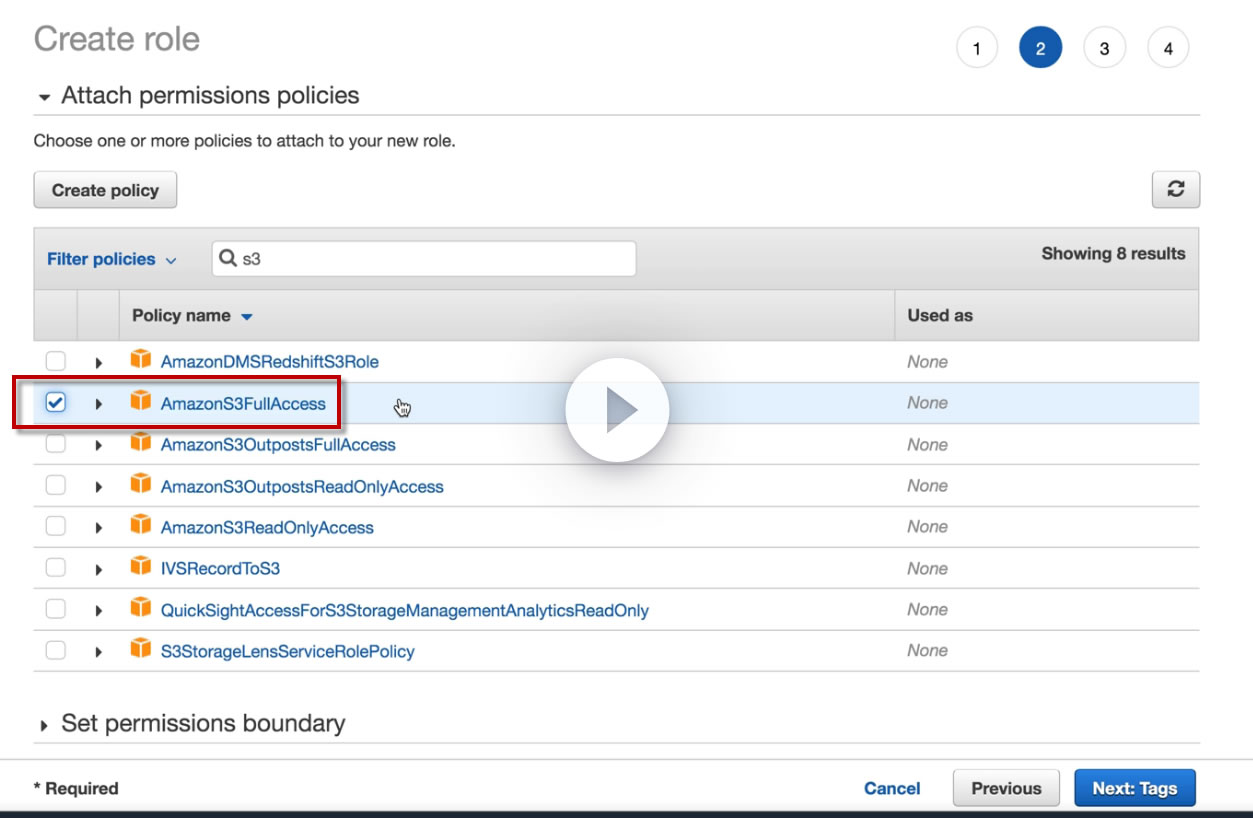 Create role
1 2 3 4
Attach permissions policies
Choose one or more policies to attach to your new role.
Create policy
Filter policies s3 Showing 8 results
Policy name Used as
AmazonDMSRedshiftS3Role None
AmazonS3FullAccess None
AmazonS3OutpostsFullAccess None
AmazonS3OutpostsReadOnlyAccess None
AmazonS3ReadOnlyAccess None
IVSRecordToS3 None
QuickSightAccessForS3StorageManagementAnalyticsReadOnly None
S3StorageLensServiceRolePolicy None
Set permissions boundary
* Required Cancel Previous Next: Tags